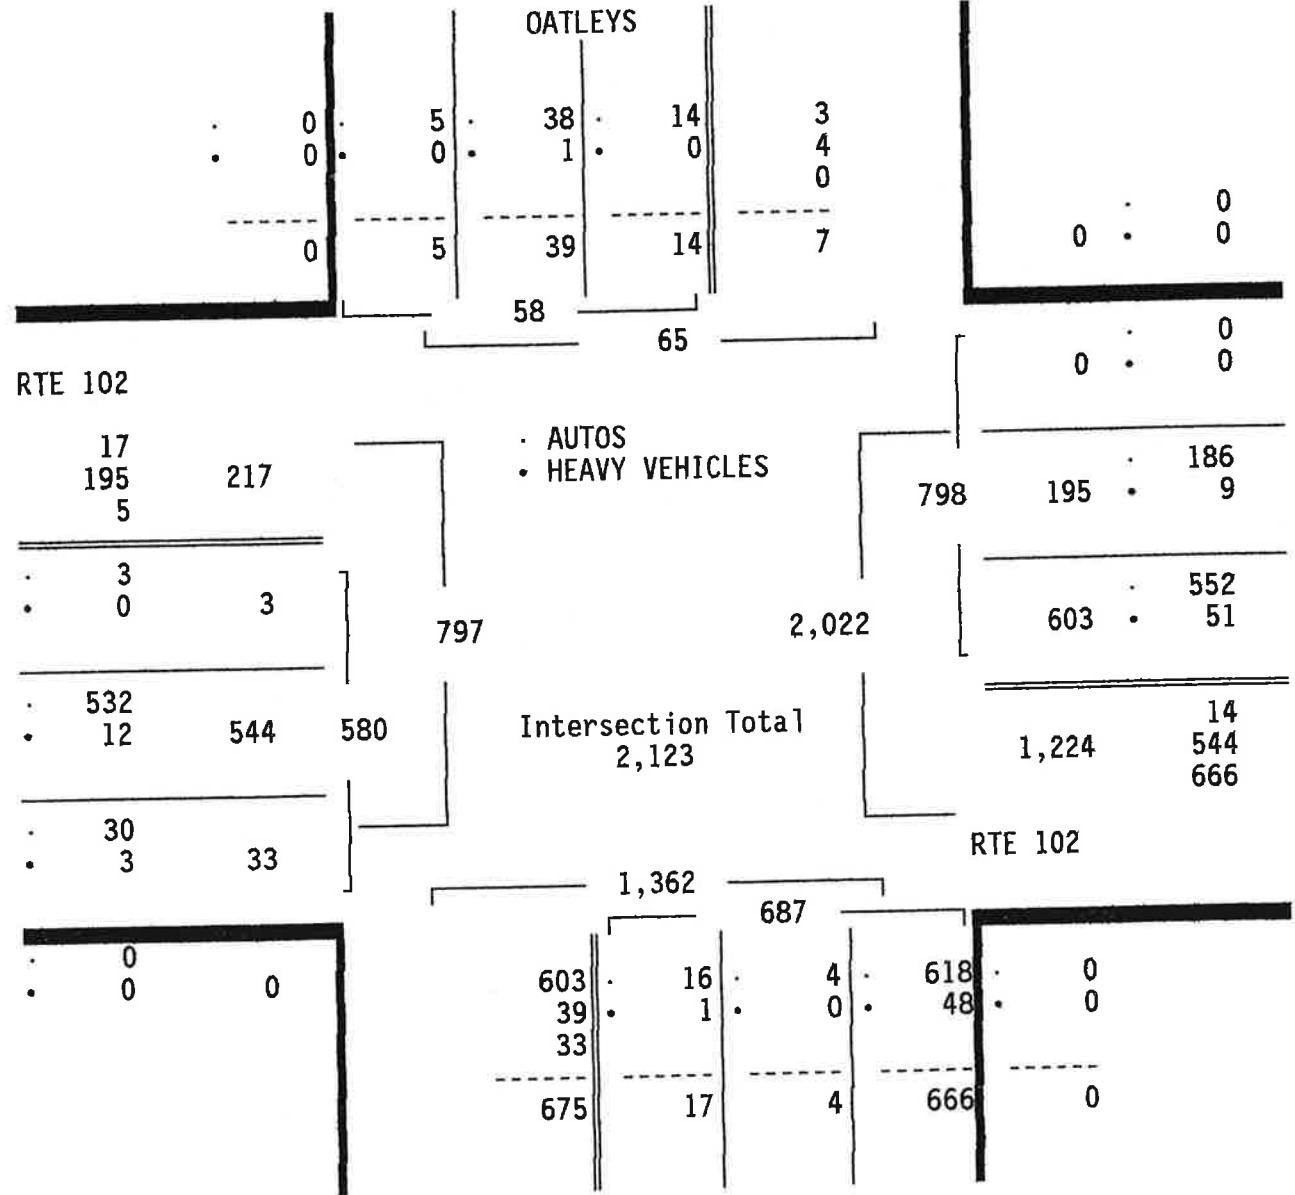 OATLEYS
· 0 · 5 · 38 · 14 3
• 0 • 0 • 1 • 0 4
0
0 5 39 14 7
· 0
0 • 0
58
65
· 0
0 • 0
RTE 102
17
195 217
5
· AUTOS
• HEAVY VEHICLES
· 186
798 195 • 9
· 3
• 0 3
· 552
603 • 51
797
2,022
· 532
• 12 544 580
Intersection Total
2,123
14
1,224 544
666
· 30
• 3 33
RTE 102
1,362
687
· 0
• 0 0
603 · 16 · 4 · 618 · 0
39 • 1 • 0 • 48 • 0
33
675 17 4 666 0